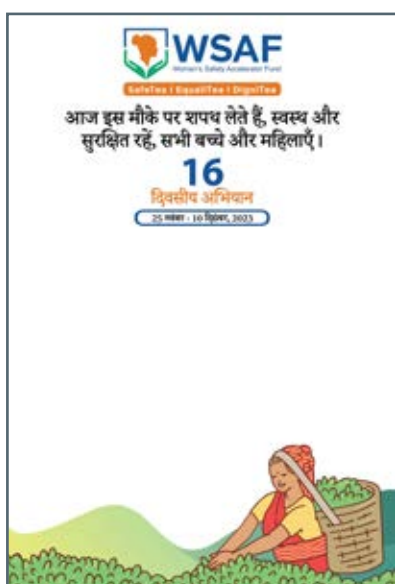 WSAF
Women's Safety Accelerator Fund
SafeTea | EqualiTea | DigniTea
आज इस मौके पर शपथ लेते हैं, स्वस्थ और
सुरक्षित रहें, सभी बच्चे और महिलाएँ।
16
दिवसीय अभियान
25 नवंबर - 10 दिसंबर, 2023